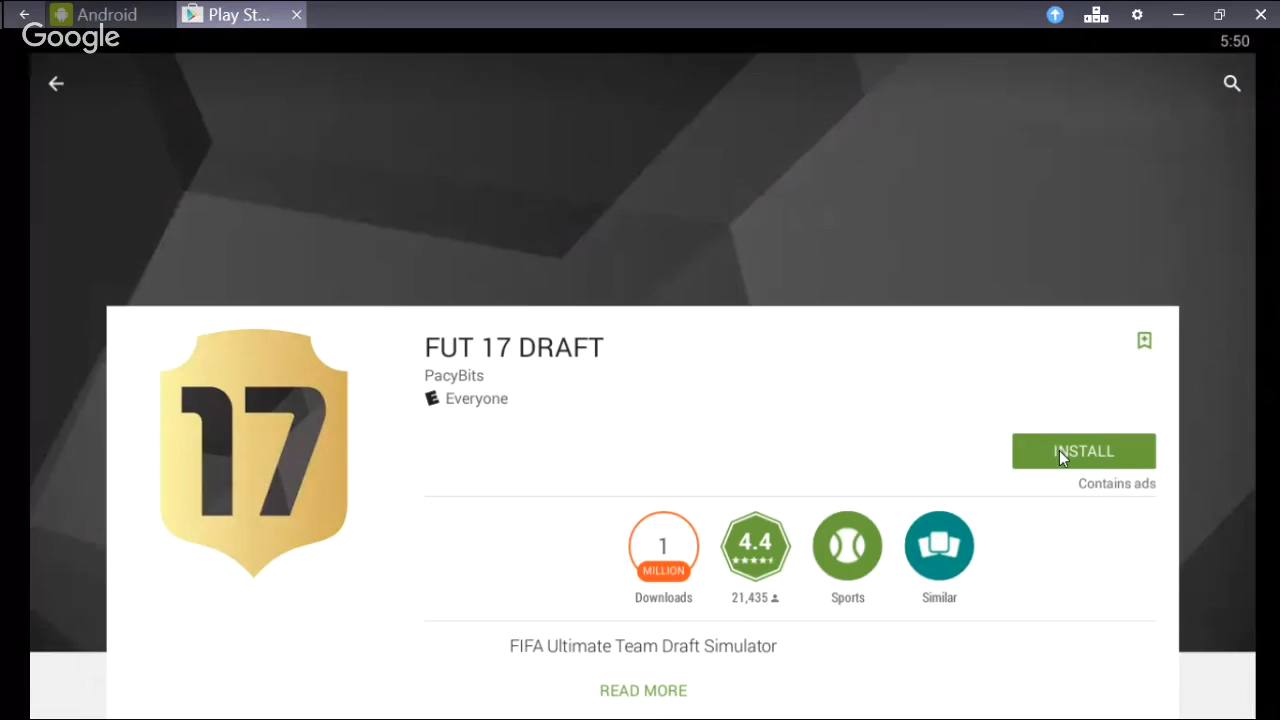 Android
Play St...
Google
5:50
17
FUT 17 DRAFT
PacyBits
E Everyone
INSTALL
Contains ads
1
MILLION
4.4
Downloads
21,435
Sports
Similar
FIFA Ultimate Team Draft Simulator
READ MORE